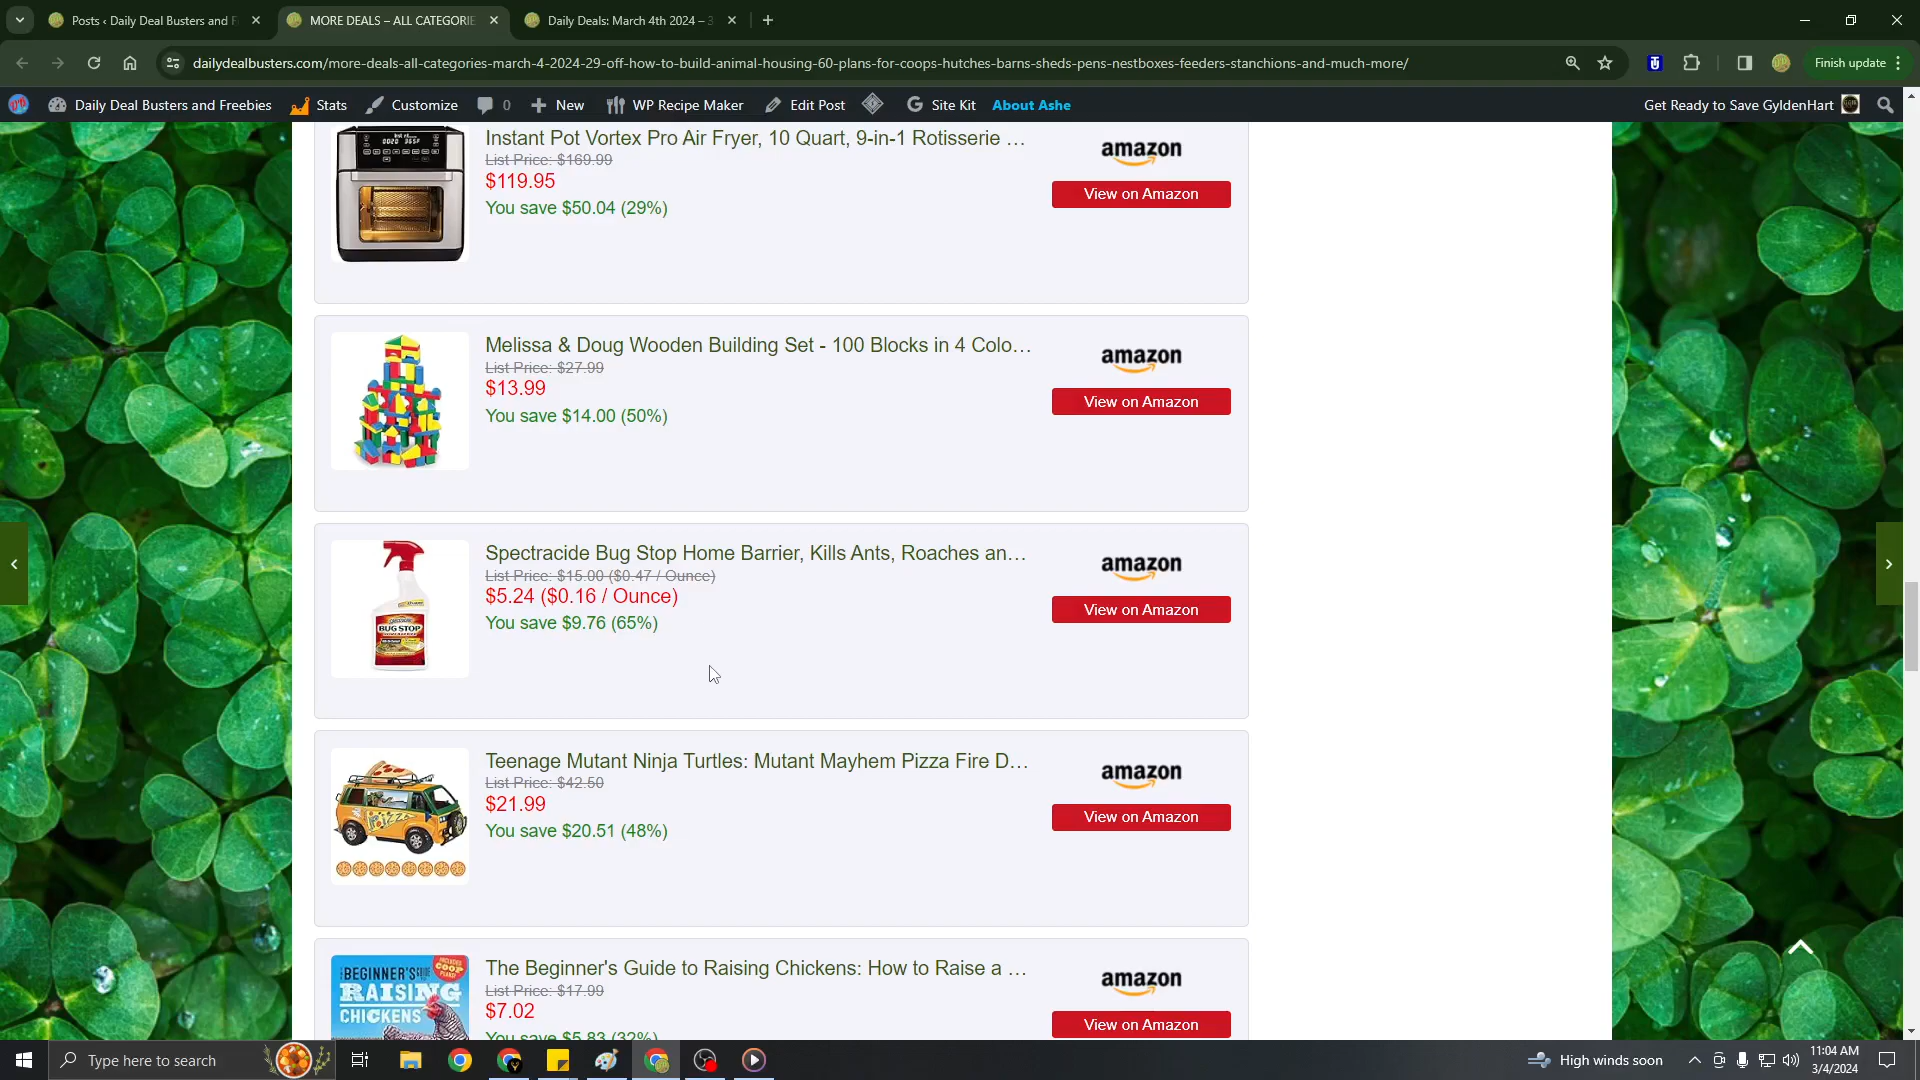 Posts ‹ Daily Deal Busters and F
MORE DEALS – ALL CATEGORIE
Daily Deals: March 4th 2024 – 3
dailydealbusters.com/more-deals-all-categories-march-4-2024-29-off-how-to-build-animal-housing-60-plans-for-coops-hutches-barns-sheds-pens-nestboxes-feeders-stanchions-and-much-more/
Finish update
Daily Deal Busters and Freebies
Stats
Customize
0
New
WP Recipe Maker
Edit Post
Site Kit
About Ashe
Get Ready to Save GyldenHart
Instant Pot Vortex Pro Air Fryer, 10 Quart, 9-in-1 Rotisserie …
List Price: $169.99
$119.95
You save $50.04 (29%)
amazon
View on Amazon
Melissa & Doug Wooden Building Set - 100 Blocks in 4 Colo…
List Price: $27.99
$13.99
You save $14.00 (50%)
amazon
View on Amazon
Spectracide Bug Stop Home Barrier, Kills Ants, Roaches an…
List Price: $15.00 ($0.47 / Ounce)
$5.24 ($0.16 / Ounce)
You save $9.76 (65%)
amazon
View on Amazon
BUG STOP
Teenage Mutant Ninja Turtles: Mutant Mayhem Pizza Fire D…
List Price: $42.50
$21.99
You save $20.51 (48%)
amazon
View on Amazon
The Beginner's Guide to Raising Chickens: How to Raise a …
List Price: $17.99
$7.02
You save $5.83 (32%)
amazon
View on Amazon
BEGINNER'S GUIDE
RAISING
CHICKENS
Type here to search
High winds soon
11:04 AM
3/4/2024